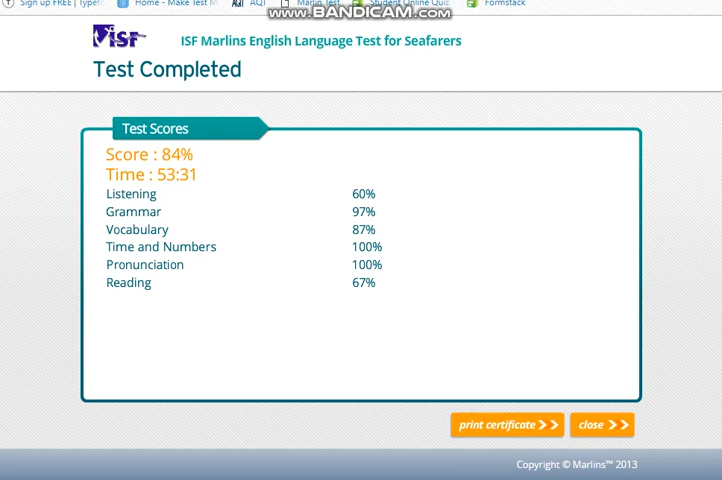 Sign up FREE | Typef
Home - Make Test M
AQI
Marlin Test
Student Online Quiz
Formstack
www.BANDICAM.com
ISF
ISF Marlins English Language Test for Seafarers
Test Completed
Test Scores
Score : 84%
Time : 53:31
Listening 60%
Grammar 97%
Vocabulary 87%
Time and Numbers 100%
Pronunciation 100%
Reading 67%
print certificate
close
Copyright © Marlins™ 2013